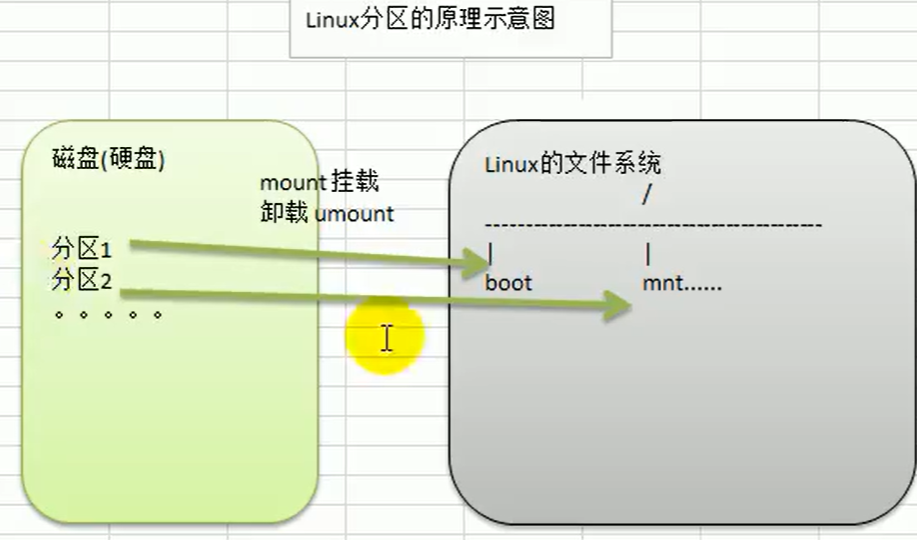 Linux分区的原理示意图
磁盘(硬盘)
mount 挂载
卸载 umount
分区1
分区2
。。。。。
Linux的文件系统
/
------------------------------------------
| |
boot mnt......